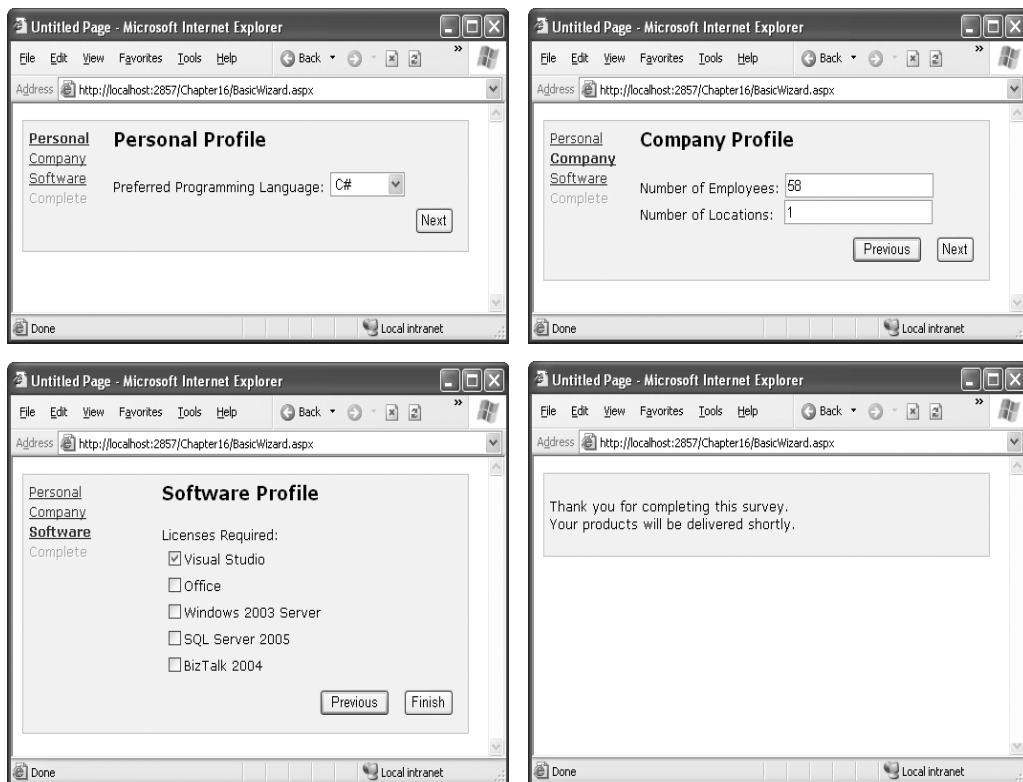 Untitled Page - Microsoft Internet Explorer
File Edit View Favorites Tools Help Back »
Address http://localhost:2857/Chapter16/BasicWizard.aspx
Personal
Company
Software
Complete
Personal Profile
Preferred Programming Language: C#
Next
Done Local intranet
Untitled Page - Microsoft Internet Explorer
File Edit View Favorites Tools Help Back »
Address http://localhost:2857/Chapter16/BasicWizard.aspx
Personal
Company
Software
Complete
Company Profile
Number of Employees: 58
Number of Locations: 1
Previous Next
Done Local intranet
Untitled Page - Microsoft Internet Explorer
File Edit View Favorites Tools Help Back »
Address http://localhost:2857/Chapter16/BasicWizard.aspx
Personal
Company
Software
Complete
Software Profile
Licenses Required:
Visual Studio
Office
Windows 2003 Server
SQL Server 2005
BizTalk 2004
Previous Finish
Done Local intranet
Untitled Page - Microsoft Internet Explorer
File Edit View Favorites Tools Help Back »
Address http://localhost:2857/Chapter16/BasicWizard.aspx
Thank you for completing this survey.
Your products will be delivered shortly.
Done Local intranet